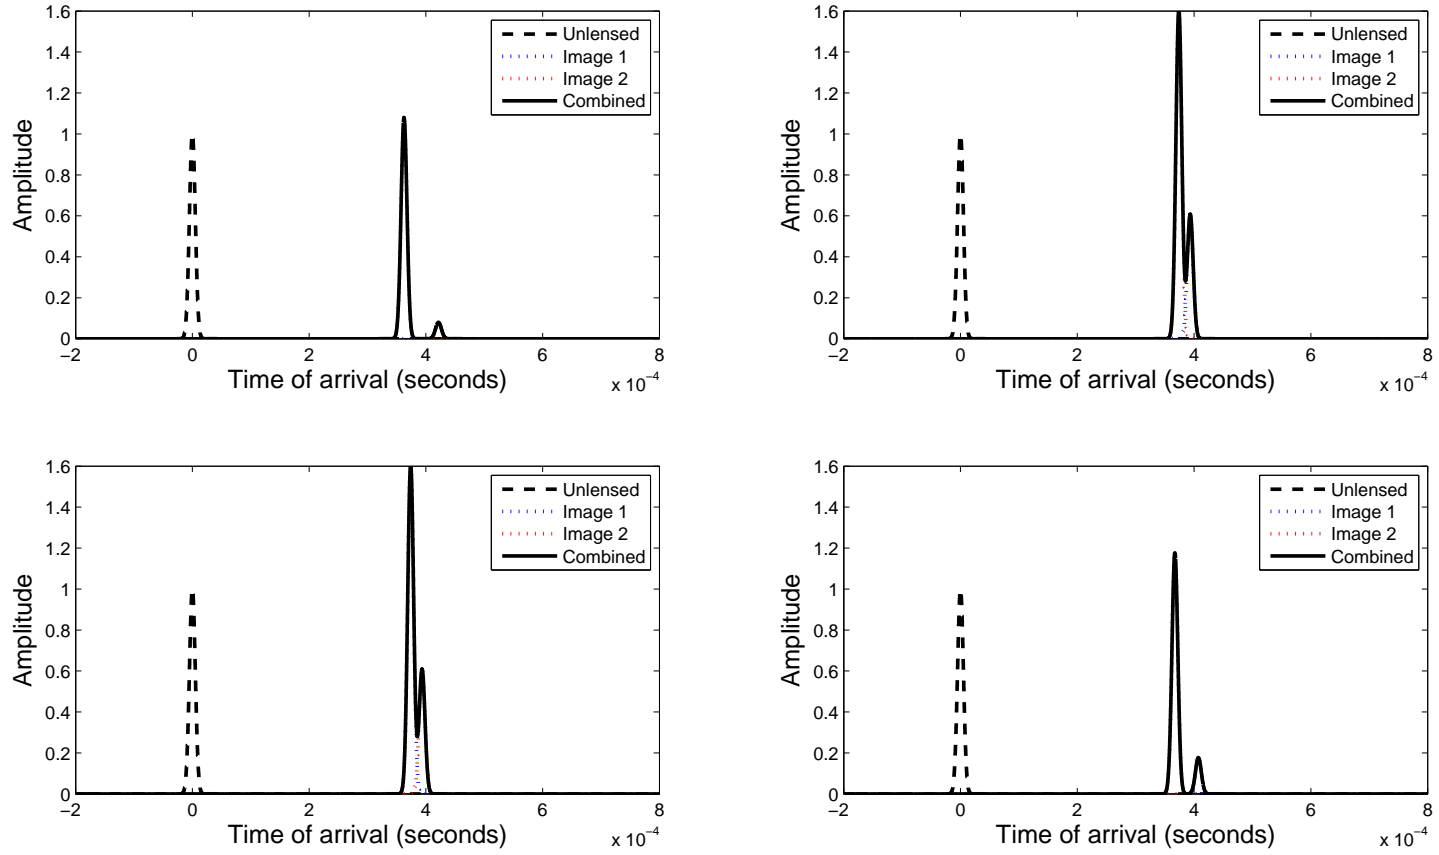 1.6
1.4
1.2
1
0.8
0.6
0.4
0.2
0
Amplitude
−2
0
2
4
6
8
Time of arrival (seconds)
x 10⁻⁴
Unlensed
Image 1
Image 2
Combined
1.6
1.4
1.2
1
0.8
0.6
0.4
0.2
0
Amplitude
−2
0
2
4
6
8
Time of arrival (seconds)
x 10⁻⁴
Unlensed
Image 1
Image 2
Combined
1.6
1.4
1.2
1
0.8
0.6
0.4
0.2
0
Amplitude
−2
0
2
4
6
8
Time of arrival (seconds)
x 10⁻⁴
Unlensed
Image 1
Image 2
Combined
1.6
1.4
1.2
1
0.8
0.6
0.4
0.2
0
Amplitude
−2
0
2
4
6
8
Time of arrival (seconds)
x 10⁻⁴
Unlensed
Image 1
Image 2
Combined